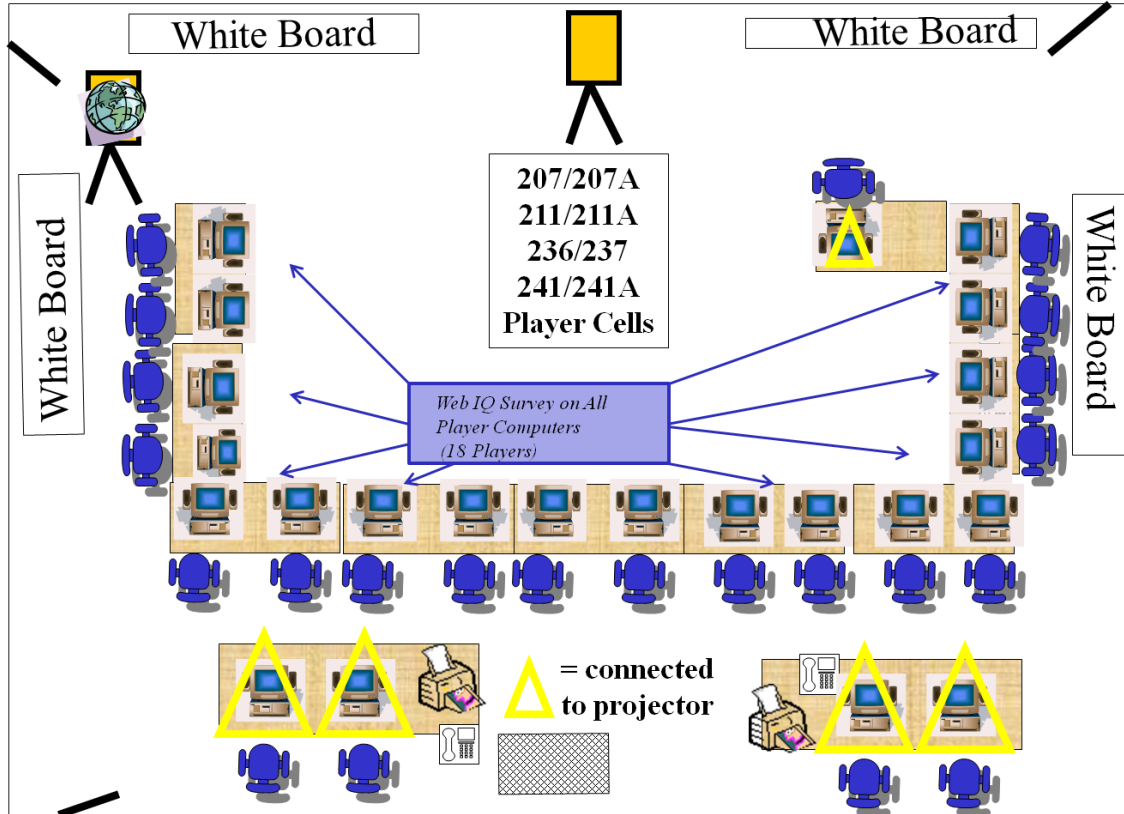 White Board
White Board
White Board
207/207A
211/211A
236/237
241/241A
Player Cells
White Board
Web IQ Survey on All
Player Computers
(18 Players)
= connected
to projector